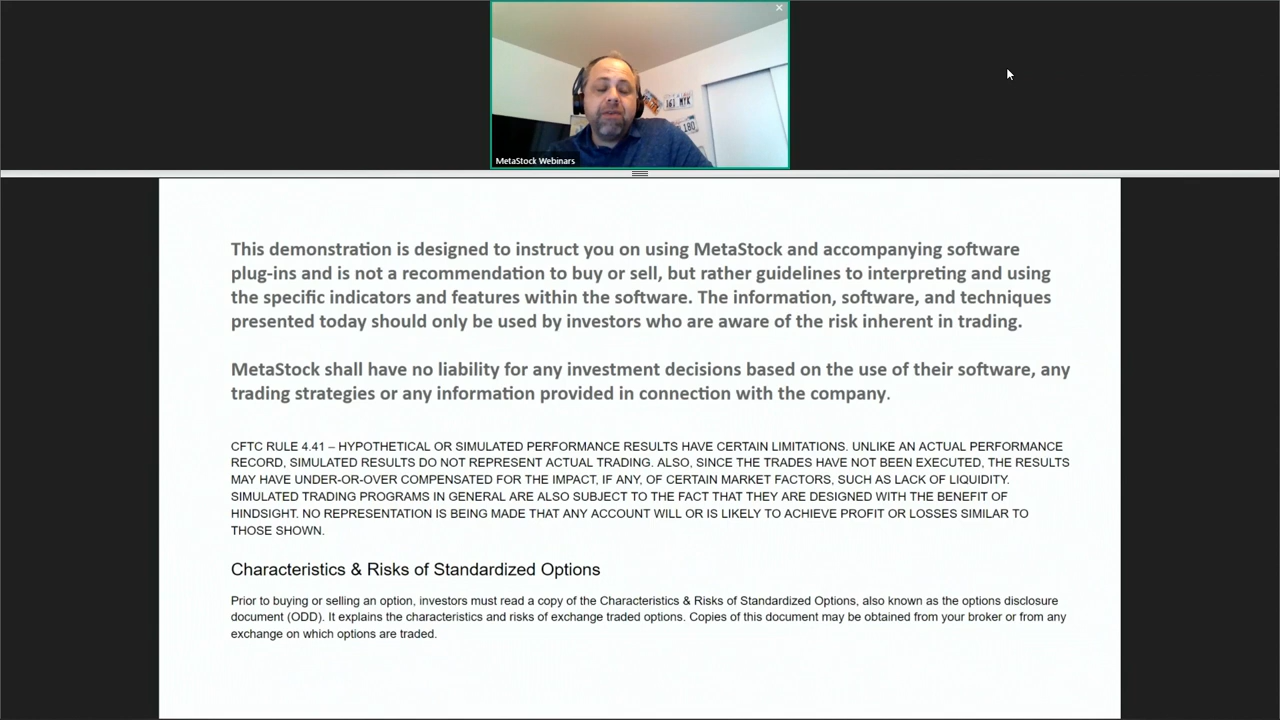 161 MYK
180
MetaStock Webinars
This demonstration is designed to instruct you on using MetaStock and accompanying software
plug-ins and is not a recommendation to buy or sell, but rather guidelines to interpreting and using
the specific indicators and features within the software. The information, software, and techniques
presented today should only be used by investors who are aware of the risk inherent in trading.
MetaStock shall have no liability for any investment decisions based on the use of their software, any
trading strategies or any information provided in connection with the company.
CFTC RULE 4.41 – HYPOTHETICAL OR SIMULATED PERFORMANCE RESULTS HAVE CERTAIN LIMITATIONS. UNLIKE AN ACTUAL PERFORMANCE
RECORD, SIMULATED RESULTS DO NOT REPRESENT ACTUAL TRADING. ALSO, SINCE THE TRADES HAVE NOT BEEN EXECUTED, THE RESULTS
MAY HAVE UNDER-OR-OVER COMPENSATED FOR THE IMPACT, IF ANY, OF CERTAIN MARKET FACTORS, SUCH AS LACK OF LIQUIDITY.
SIMULATED TRADING PROGRAMS IN GENERAL ARE ALSO SUBJECT TO THE FACT THAT THEY ARE DESIGNED WITH THE BENEFIT OF
HINDSIGHT. NO REPRESENTATION IS BEING MADE THAT ANY ACCOUNT WILL OR IS LIKELY TO ACHIEVE PROFIT OR LOSSES SIMILAR TO
THOSE SHOWN.
Characteristics & Risks of Standardized Options
Prior to buying or selling an option, investors must read a copy of the Characteristics & Risks of Standardized Options, also known as the options disclosure
document (ODD). It explains the characteristics and risks of exchange traded options. Copies of this document may be obtained from your broker or from any
exchange on which options are traded.